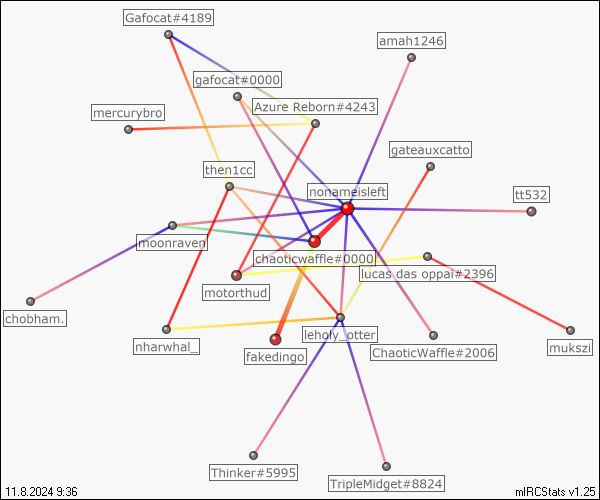 Gafocat#4189
amah1246
gafocat#0000
Azure Reborn#4243
mercurybro
gateauxcatto
then1cc
nonameisleft
tt532
moonraven
chaoticwaffle#0000
lucas das oppai#2396
motorthud
chobham.
leholy_otter
nharwhal_
fakedingo
ChaoticWaffle#2006
mukszi
Thinker#5995
TripleMidget#8824
11.8.2024 9:36
mIRCStats v1.25